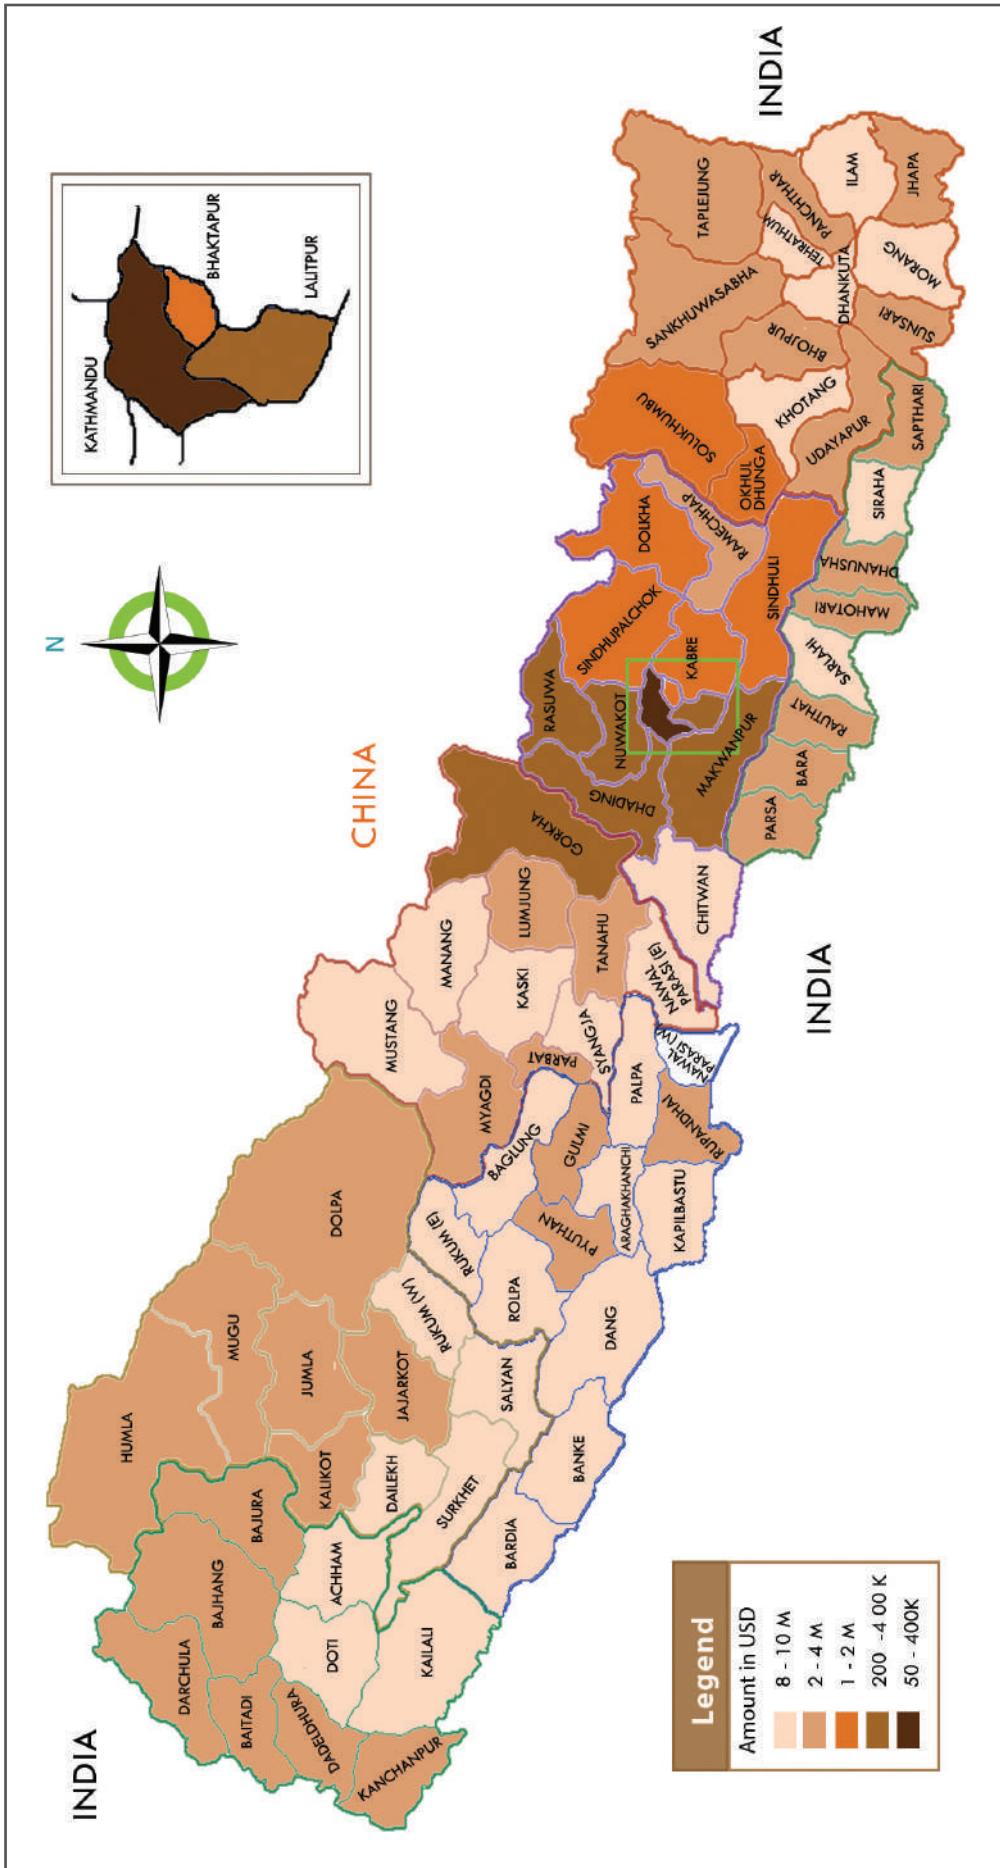 INDIA
CHINA
INDIA
INDIA
N
KATHMANDU
BHAKTAPUR
LALITPUR
DARCHULA
BAITADI
DADELDHURA
KANCHANPUR
BAJHANG
BAJURA
DOTI
ACHHAM
KAILALI
HUMLA
MUGU
JUMLA
KALIKOT
DOLPA
JAJARKOT
DAILEKH
SURKHET
SALYAN
RUKUM (W)
RUKUM (E)
ROLPA
PYUTHAN
BARDIA
BANKE
DANG
BAGLUNG
GULMI
ARAGHAKHANCHI
KAPILBASTU
PALPA
RUPANDHAI
NAWAL
PARASI (W)
MUSTANG
MANANG
MYAGDI
KASKI
PARBAT
SYANGJA
LUMJUNG
TANAHU
GORKHA
NAWAL
PARASI (E)
CHITWAN
RASUWA
NUWAKOT
DHADING
MAKWANPUR
SINDHUPALCHOK
KABRE
DOLKHA
RAMECHHAP
SINDHULI
PARSA
BARA
RAUTHAT
SARLAHI
MAHOTARI
DHANUSHA
SIRAHA
SAPTHARI
SOLUKHUMBU
OKHUL
DHUNGA
KHOTANG
UDAYAPUR
SANKHUWASABHA
BHOJPUR
DHANKUTA
TEHRATHUM
TAPLEJUNG
PANCHTHAR
ILAM
JHAPA
MORANG
SUNSARI
Legend
Amount in USD
8 - 10 M
2 - 4 M
1 - 2 M
200 -4 00 K
50 - 400K